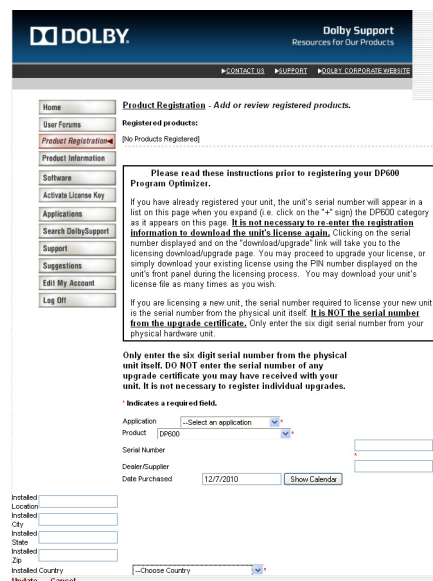 DOLBY.
Dolby Support
Resources for Our Products
CONTACT US SUPPORT DOLBY CORPORATE WEBSITE
Home
User Forums
Product Registration
Product Information
Software
Activate License Key
Applications
Search DolbySupport
Support
Suggestions
Edit My Account
Log Off
Product Registration - Add or review registered products.
Registered products:
[No Products Registered]
Please read these instructions prior to registering your DP600
Program Optimizer.
If you have already registered your unit, the unit's serial number will appear in a
list on this page when you expand (i.e. click on the "+" sign) the DP600 category
as it appears on this page. It is not necessary to re-enter the registration
information to download the unit's license again. Clicking on the serial
number displayed and on the "download/upgrade" link will take you to the
licensing download/upgrade page. You may proceed to upgrade your license, or
simply download your existing license using the PIN number displayed on the
unit's front panel during the licensing process. You may download your unit's
license file as many times as you wish.
If you are licensing a new unit, the serial number required to license your new unit
is the serial number from the physical unit itself. It is NOT the serial number
from the upgrade certificate. Only enter the six digit serial number from your
physical hardware unit.
Only enter the six digit serial number from the physical
unit itself. DO NOT enter the serial number of any
upgrade certificate you may have received with your
unit. It is not necessary to register individual upgrades.
* Indicates a required field.
Application --Select an application *
Product DP600 *
Serial Number *
Dealer/Supplier
Date Purchased 12/7/2010 Show Calendar
Installed
Location
Installed
City
Installed
State
Installed
Zip
Installed Country --Choose Country *
Update Cancel